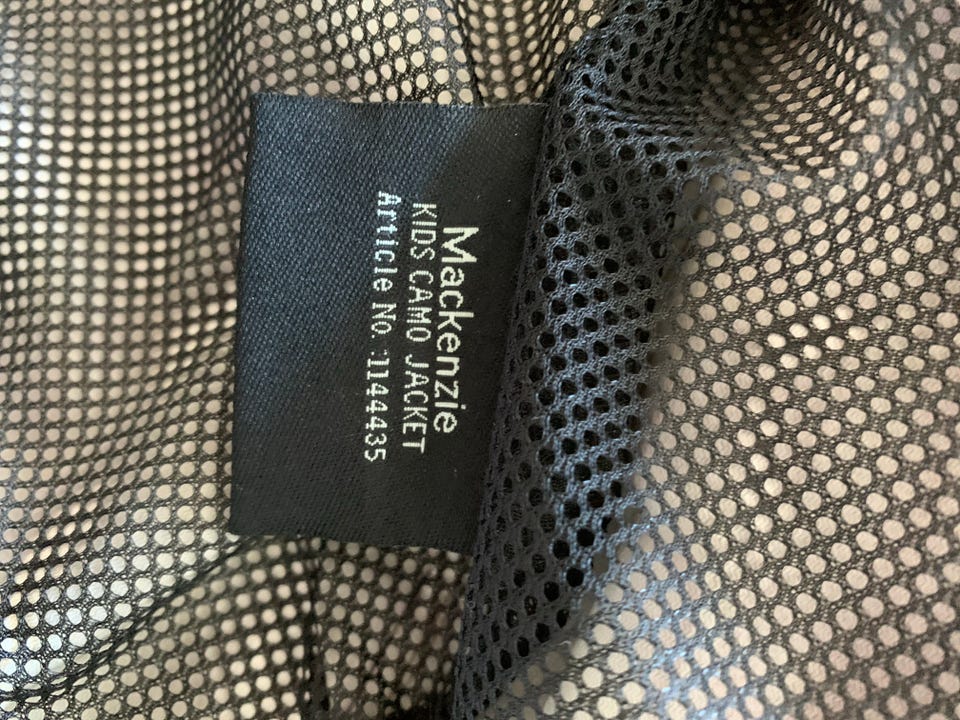 Mackenzie
KIDS CAMO JACKET
Article No. :1144435